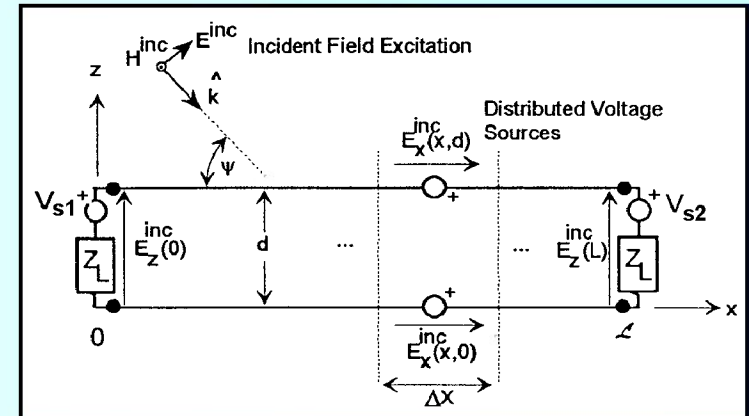 H^inc E^inc Incident Field Excitation
z
k̂
Distributed Voltage
Sources
E_x^inc(x,d)
ψ
+
V_s1 + + V_s2
E_z^inc(0) d ... ... E_z^inc(L)
Z_L Z_L
+
x
0 ℒ
E_x^inc(x,0)
Δx